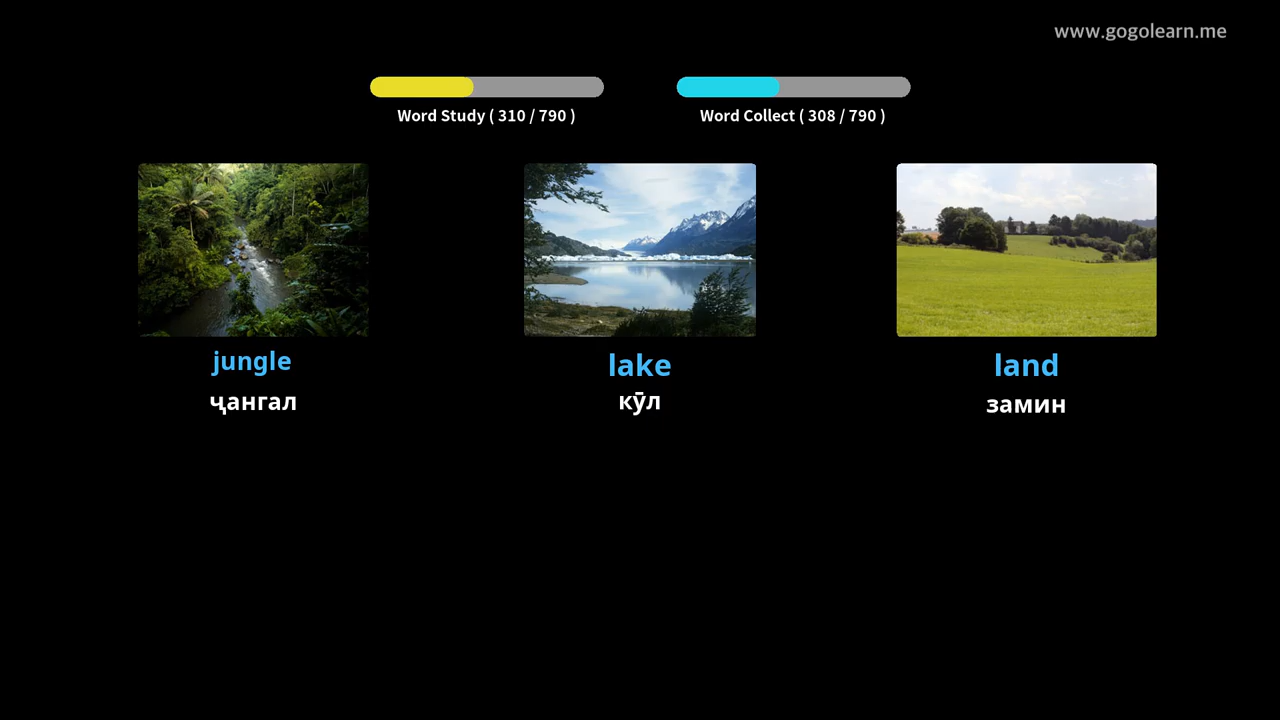 www.gogolearn.me
Word Study ( 310 / 790 )
Word Collect ( 308 / 790 )
jungle
lake
land
ҷангал
кӯл
замин